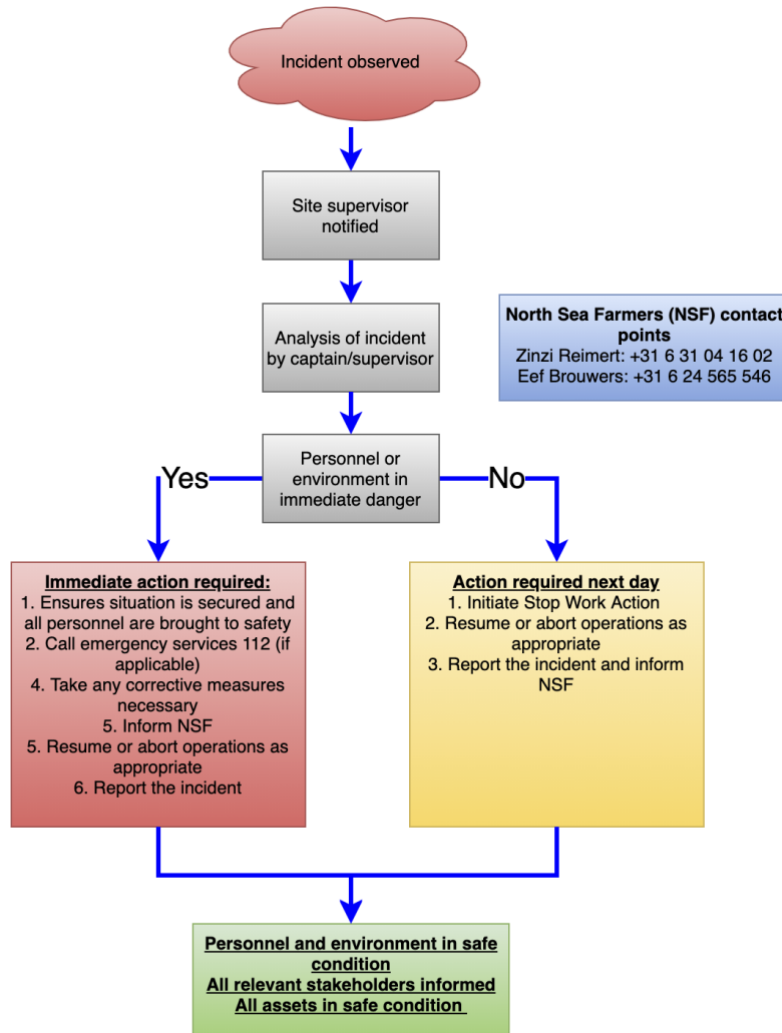 Incident observed
Site supervisor
notified
Analysis of incident
by captain/supervisor
North Sea Farmers (NSF) contact
points
Zinzi Reimert: +31 6 31 04 16 02
Eef Brouwers: +31 6 24 565 546
Personnel or
environment in
immediate danger
Yes
No
Immediate action required:
1. Ensures situation is secured and
all personnel are brought to safety
2. Call emergency services 112 (if
applicable)
4. Take any corrective measures
necessary
5. Inform NSF
5. Resume or abort operations as
appropriate
6. Report the incident
Action required next day
1. Initiate Stop Work Action
2. Resume or abort operations as
appropriate
3. Report the incident and inform
NSF
Personnel and environment in safe
condition
All relevant stakeholders informed
All assets in safe condition